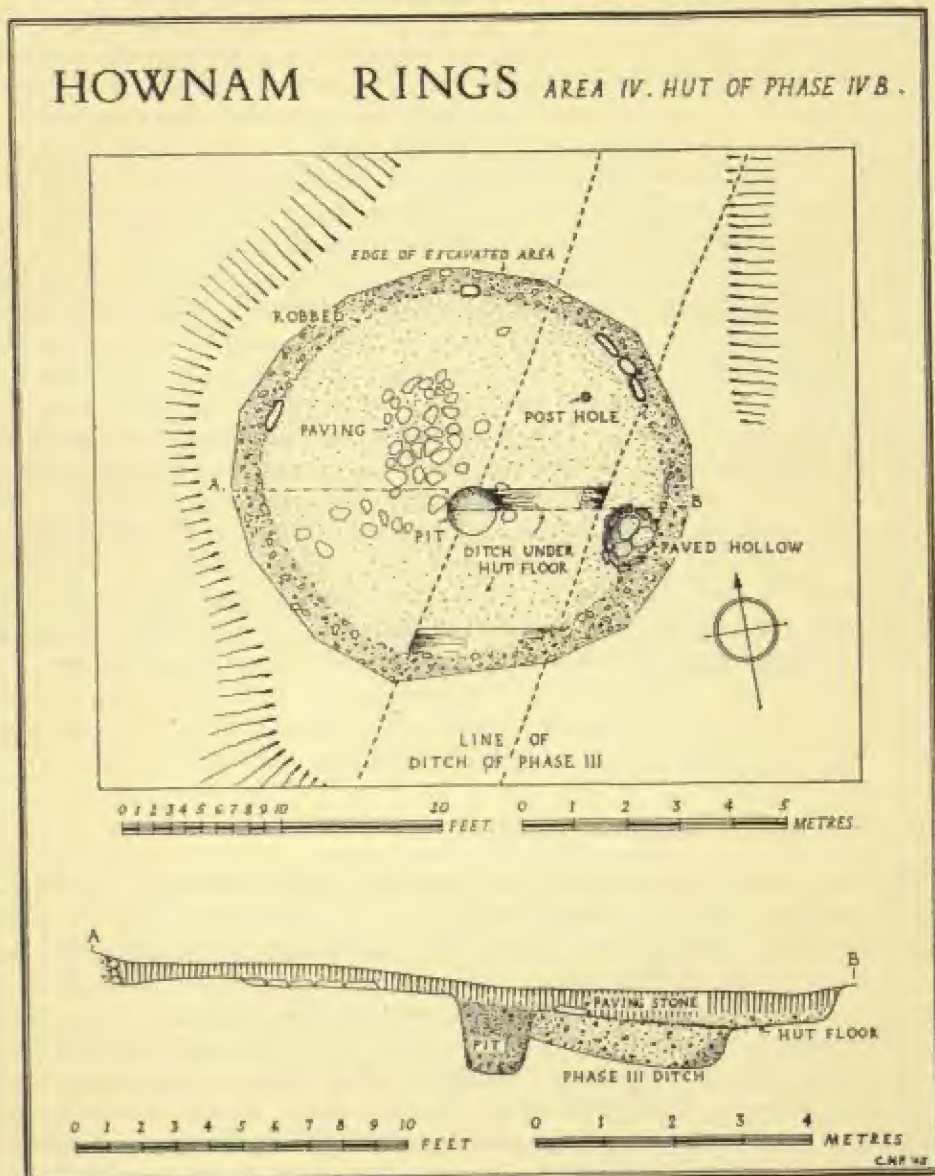 HOWNAM RINGS AREA IV. HUT OF PHASE IV B.
EDGE OF EXCAVATED AREA
ROBBED
PAVING
POST HOLE
A
B
PIT
DITCH UNDER
HUT FLOOR
PAVED HOLLOW
LINE OF
DITCH OF PHASE III
0 1 2 3 4 5 6 7 8 9 10 20 FEET
0 1 2 3 4 5 METRES
A
B
PAVING STONE
HUT FLOOR
PIT
PHASE III DITCH
0 1 2 3 4 5 6 7 8 9 10 FEET
0 1 2 3 4 METRES